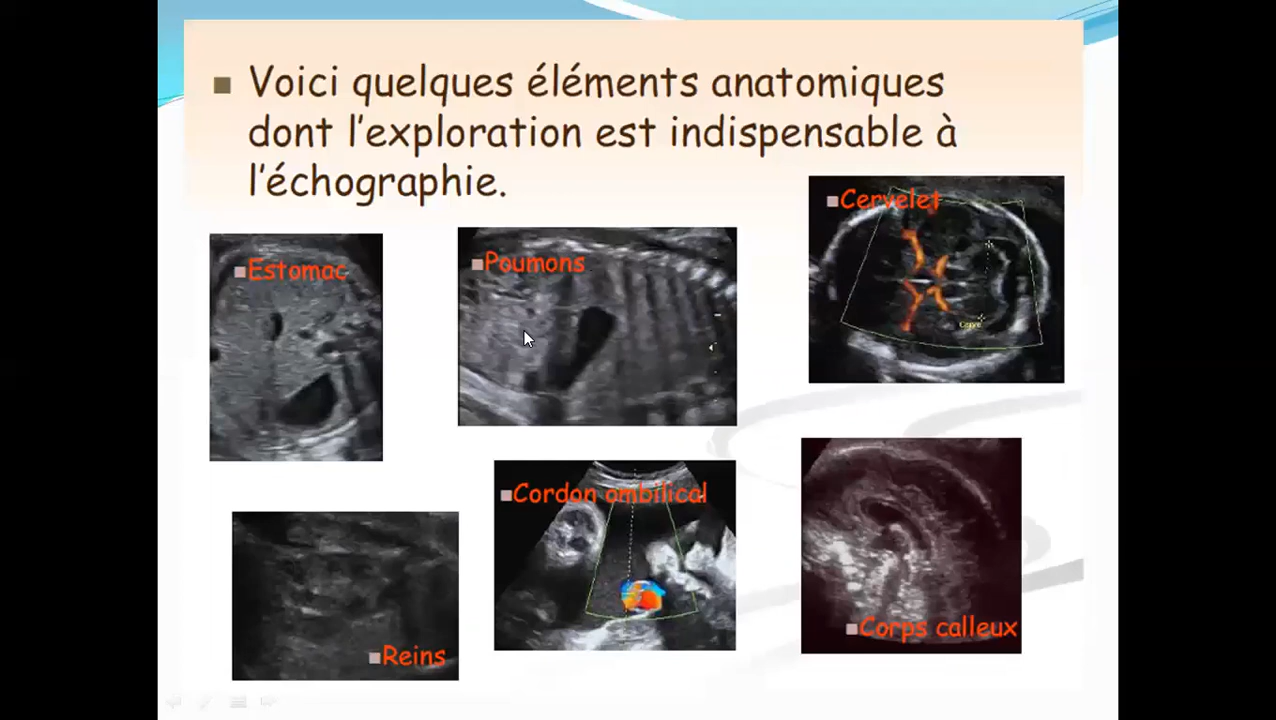 Voici quelques éléments anatomiques
dont l'exploration est indispensable à
l'échographie.
Cervelet
Estomac
Poumons
Cordon ombilical
Corps calleux
Reins